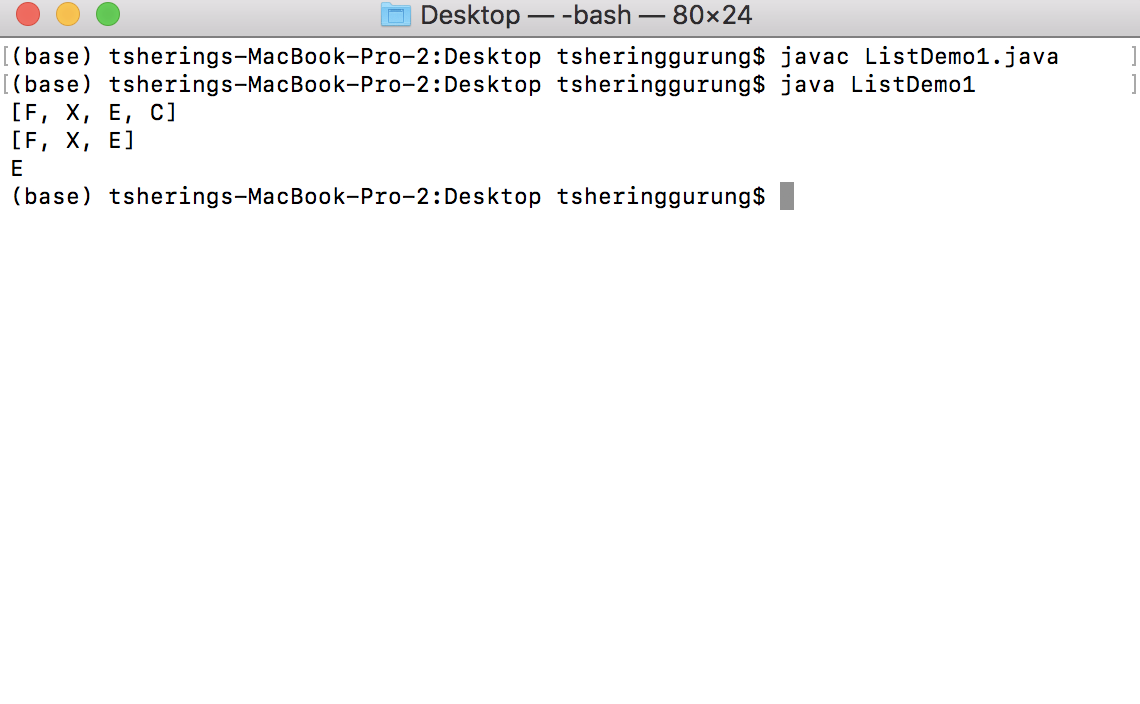 Desktop — -bash — 80×24
[(base) tsherings-MacBook-Pro-2:Desktop tsheringgurung$ javac ListDemo1.java ]
[(base) tsherings-MacBook-Pro-2:Desktop tsheringgurung$ java ListDemo1 ]
[F, X, E, C]
[F, X, E]
E
(base) tsherings-MacBook-Pro-2:Desktop tsheringgurung$